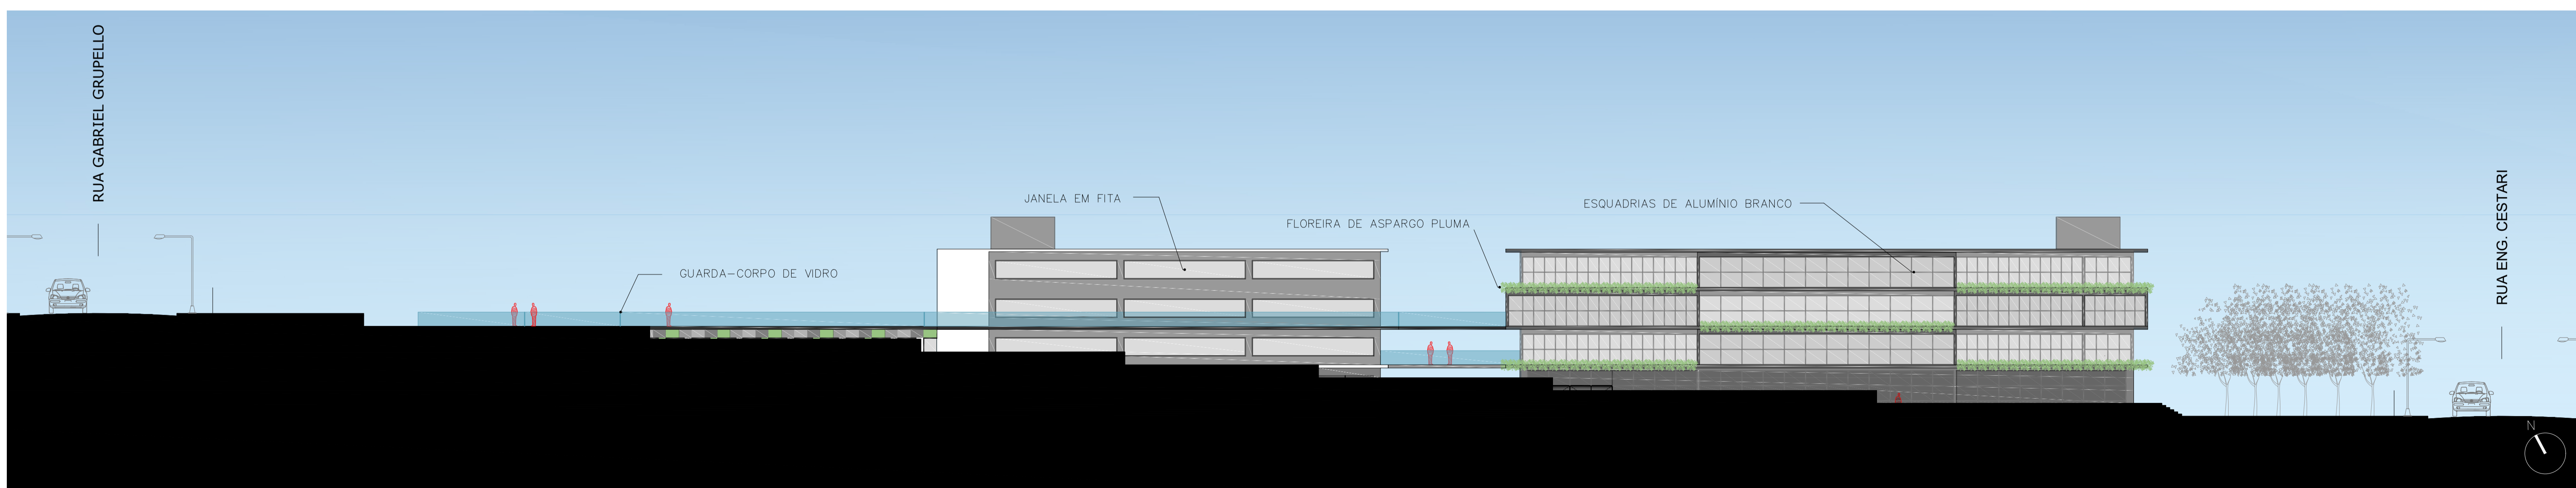 RUA GABRIEL GRUPELLO
GUARDA-CORPO DE VIDRO
JANELA EM FITA
FLOREIRA DE ASPARGO PLUMA
ESQUADRIAS DE ALUMÍNIO BRANCO
RUA ENG. CESTARI
N